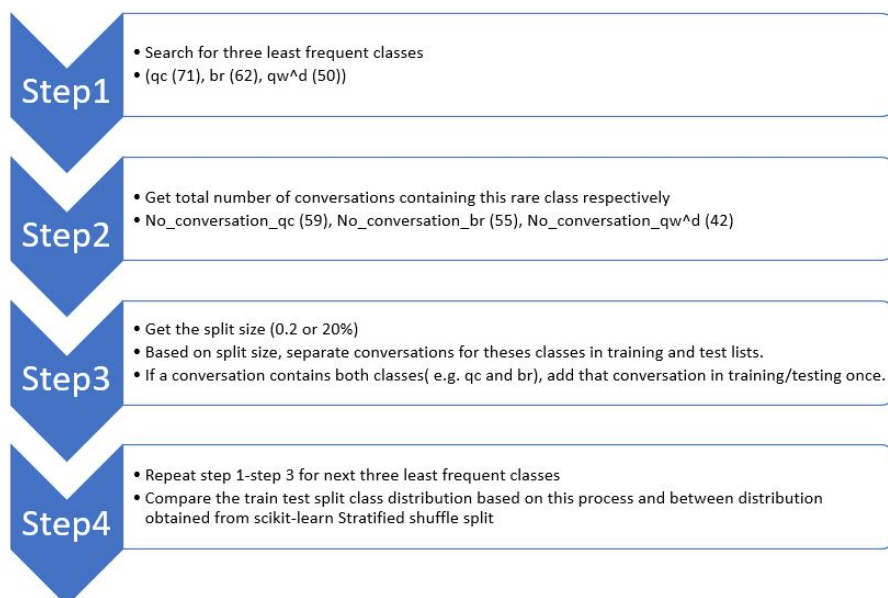 Step1
• Search for three least frequent classes
• (qc (71), br (62), qw^d (50))
Step2
• Get total number of conversations containing this rare class respectively
• No_conversation_qc (59), No_conversation_br (55), No_conversation_qw^d (42)
Step3
• Get the split size (0.2 or 20%)
• Based on split size, separate conversations for theses classes in training and test lists.
• If a conversation contains both classes( e.g. qc and br), add that conversation in training/testing once.
Step4
• Repeat step 1-step 3 for next three least frequent classes
• Compare the train test split class distribution based on this process and between distribution
obtained from scikit-learn Stratified shuffle split